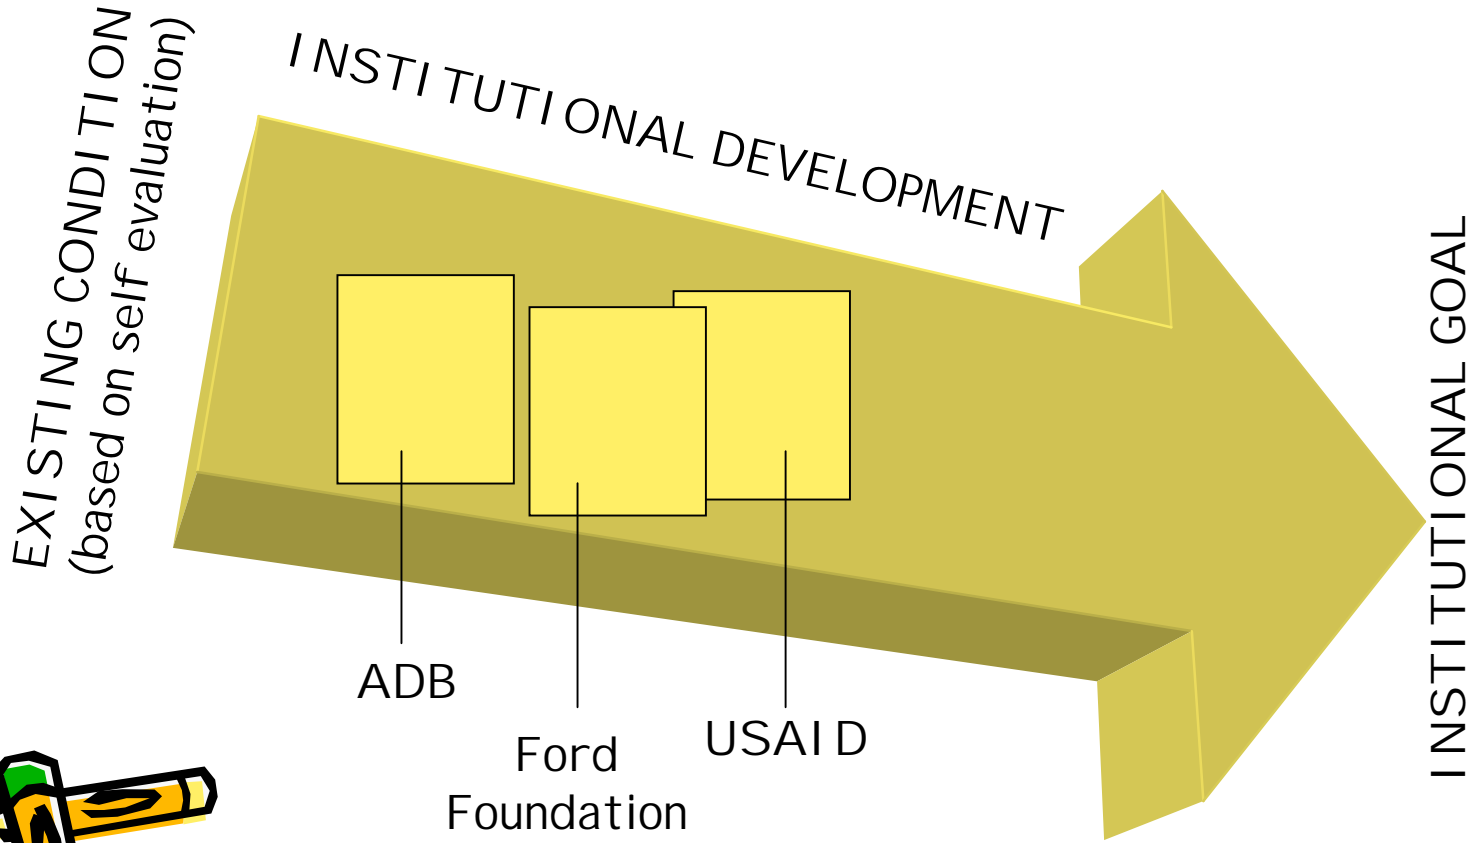 EXISTING CONDITION
(based on self evaluation)
INSTITUTIONAL DEVELOPMENT
INSTITUTIONAL GOAL
ADB
Ford
Foundation
USAID